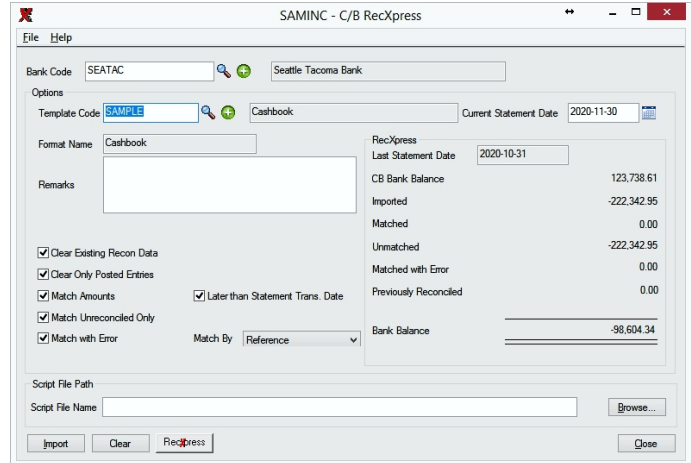 SAMINC - C/B RecXpress
File Help
Bank Code SEATAC Seattle Tacoma Bank
Options
Template Code SAMPLE Cashbook Current Statement Date 2020-11-30
Format Name Cashbook
Remarks
RecXpress
Last Statement Date 2020-10-31
CB Bank Balance 123,738.61
Imported -222,342.95
Matched 0.00
Unmatched -222,342.95
Matched with Error 0.00
Previously Reconciled 0.00
Bank Balance -98,604.34
Clear Existing Recon Data
Clear Only Posted Entries
Match Amounts Later than Statement Trans. Date
Match Unreconciled Only
Match with Error Match By Reference
Script File Path
Script File Name Browse...
Import Clear RecXpress Close